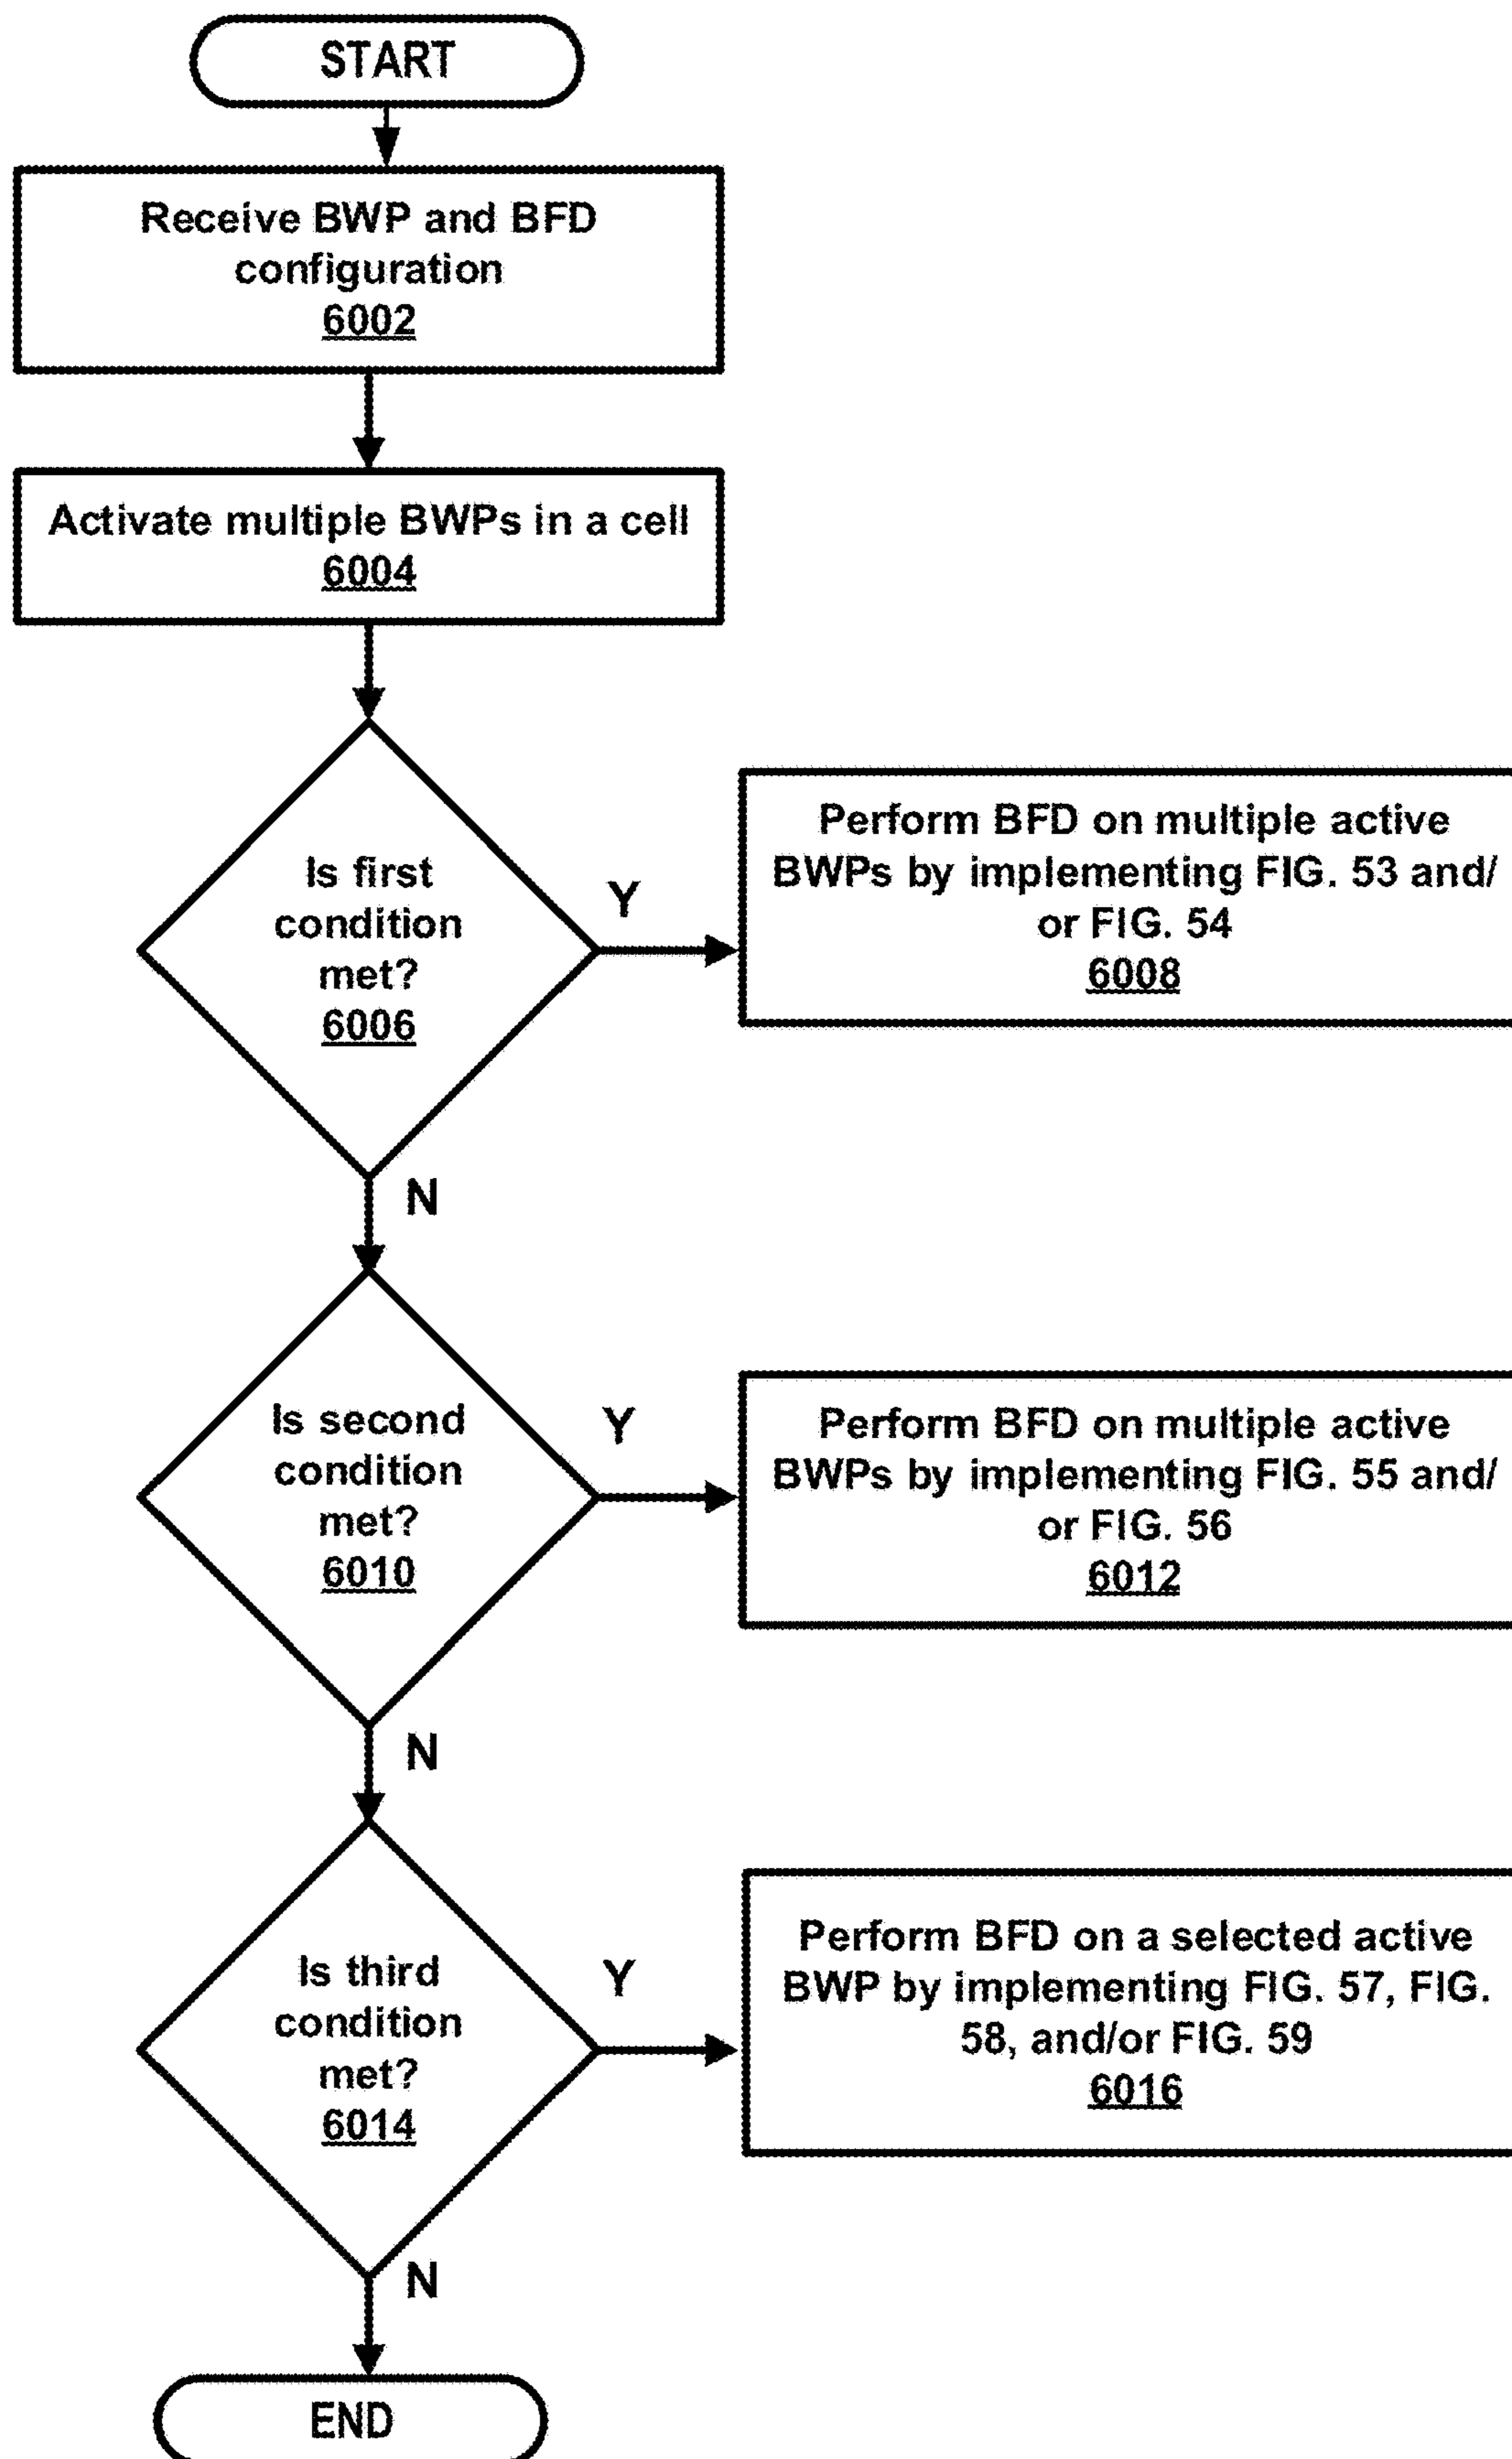 START
Receive BWP and BFD
configuration
6002
Activate multiple BWPs in a cell
6004
Is first
condition
met?
6006
Y
Perform BFD on multiple active
BWPs by implementing FIG. 53 and/
or FIG. 54
6008
N
Is second
condition
met?
6010
Y
Perform BFD on multiple active
BWPs by implementing FIG. 55 and/
or FIG. 56
6012
N
Is third
condition
met?
6014
Y
Perform BFD on a selected active
BWP by implementing FIG. 57, FIG.
58, and/or FIG. 59
6016
N
END